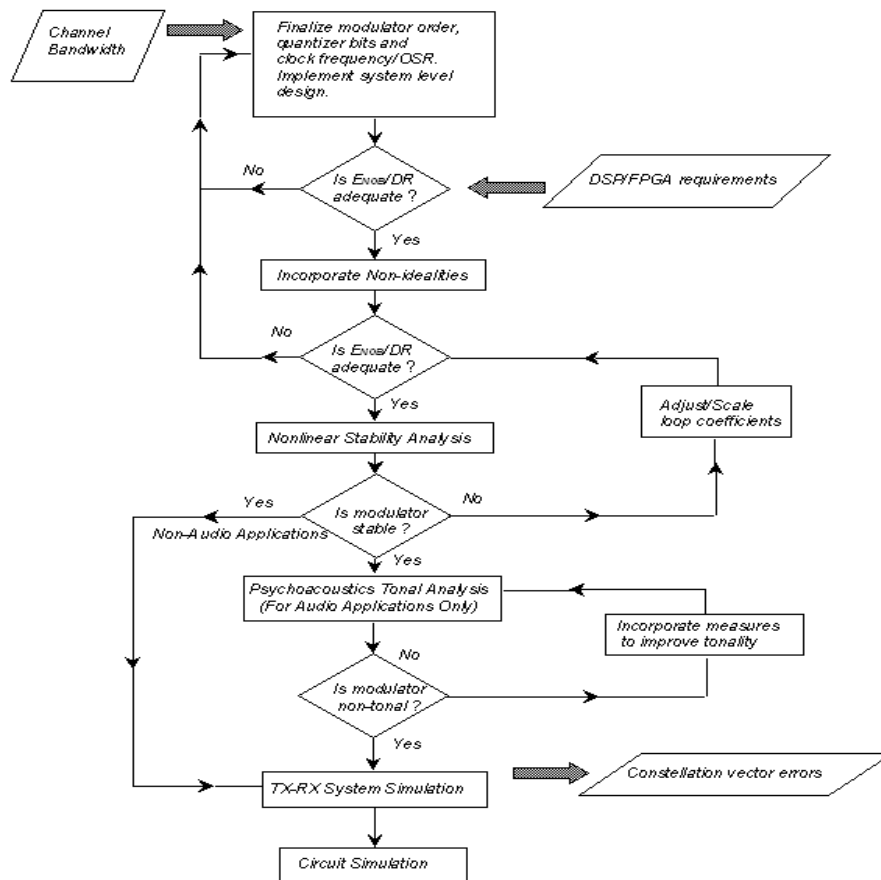 Channel
Bandwidth
Finalize modulator order,
quantizer bits and
clock frequency/OSR.
Implement system level
design.
No
Is ENOB/DR
adequate ?
DSP/FPGA requirements
Yes
Incorporate Non-idealities
No
Is ENOB/DR
adequate ?
Yes
Adjust/Scale
loop coefficients
Nonlinear Stability Analysis
Yes
No
Is modulator
stable ?
Non-Audio Applications
Yes
Psychoacoustics Tonal Analysis
(For Audio Applications Only)
Incorporate measures
to improve tonality
No
Is modulator
non-tonal ?
Yes
Constellation vector errors
TX-RX System Simulation
Circuit Simulation